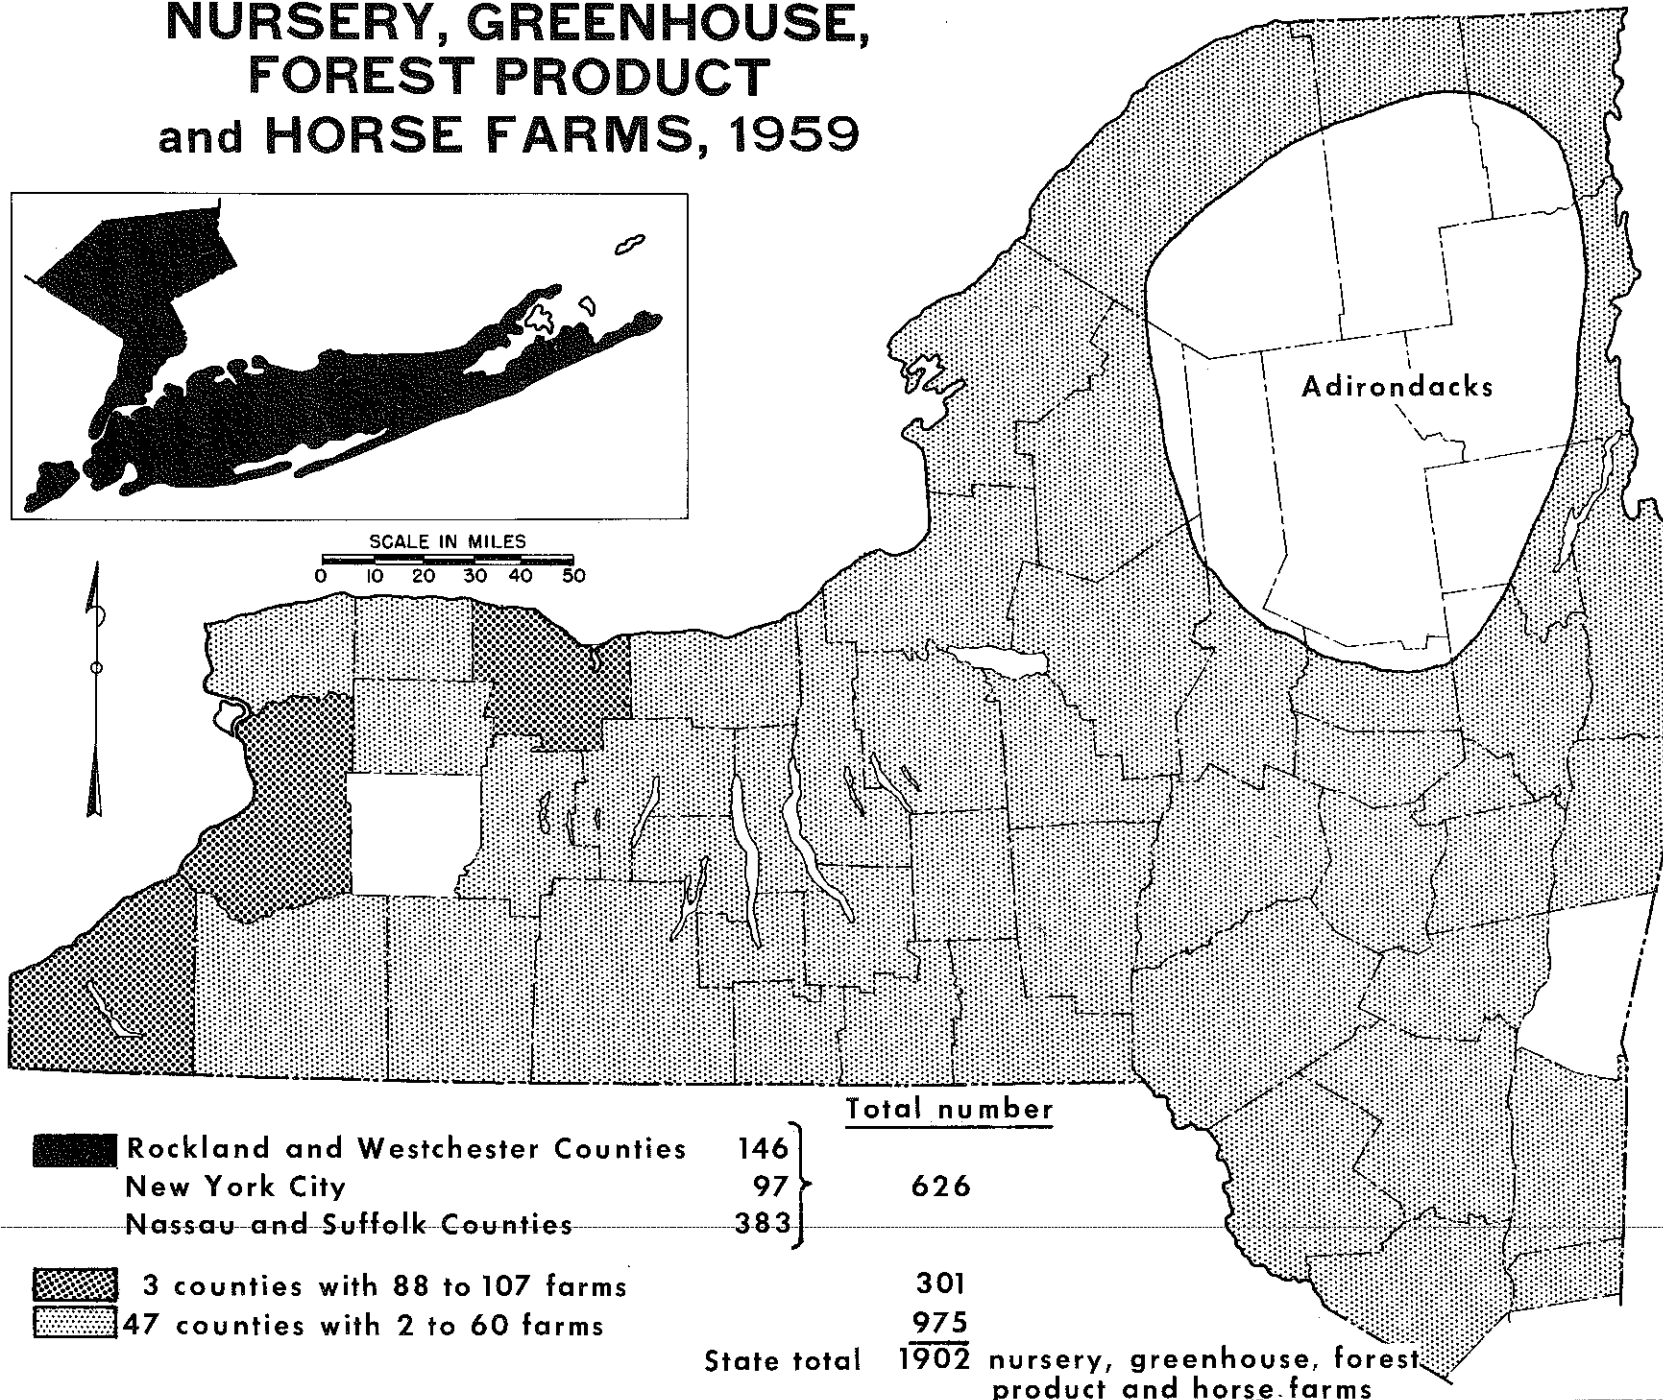 NURSERY, GREENHOUSE,
FOREST PRODUCT
and HORSE FARMS, 1959
SCALE IN MILES
0 10 20 30 40 50
Adirondacks
Total number
Rockland and Westchester Counties 146
New York City 97 626
Nassau and Suffolk Counties 383
3 counties with 88 to 107 farms 301
47 counties with 2 to 60 farms 975
State total 1902 nursery, greenhouse, forest
product and horse farms